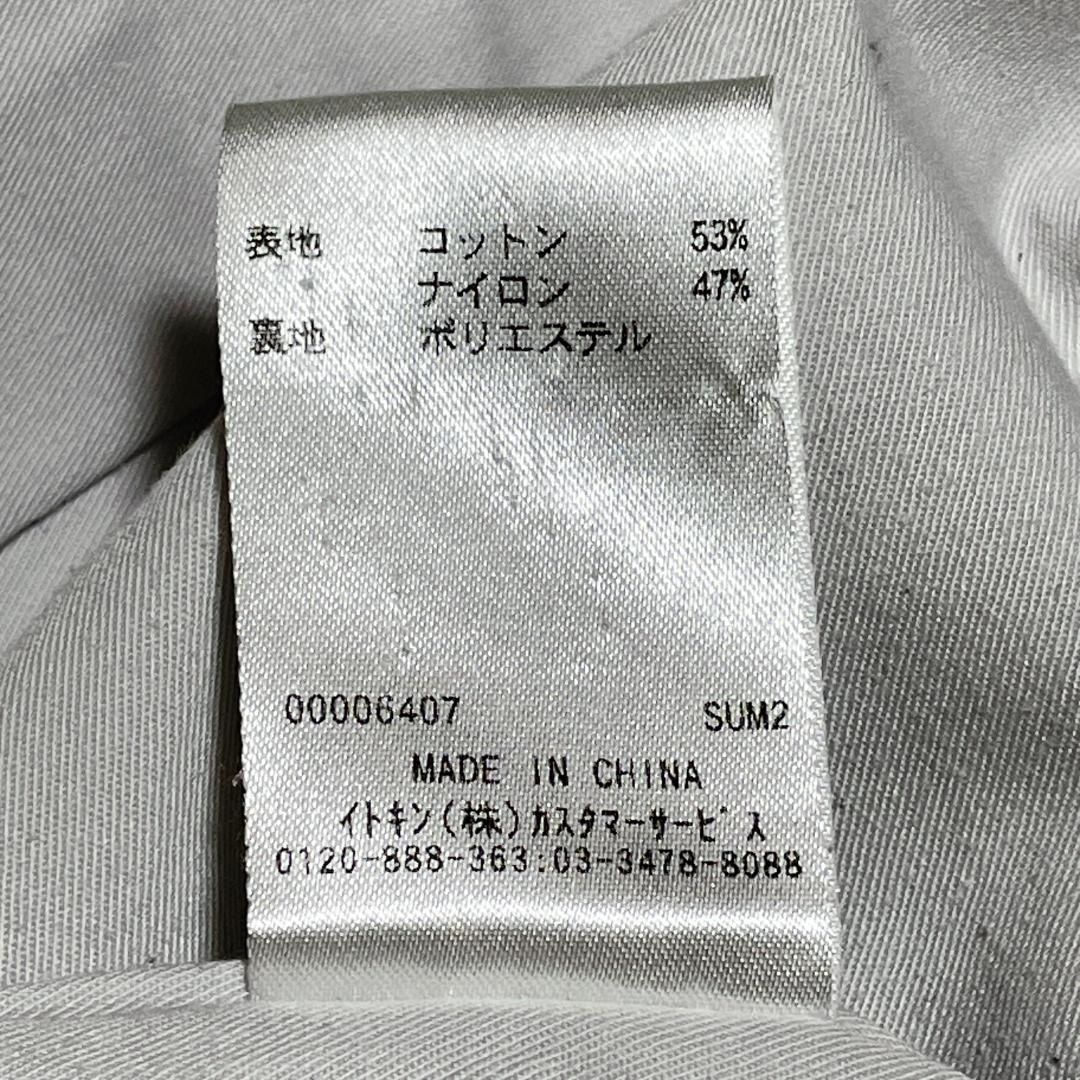 表地 コットン 53%
ナイロン 47%
裏地 ポリエステル
00006407 SUM2
MADE IN CHINA
イトキン(株)カスタマーサービス
0120-888-363:03-3478-8088